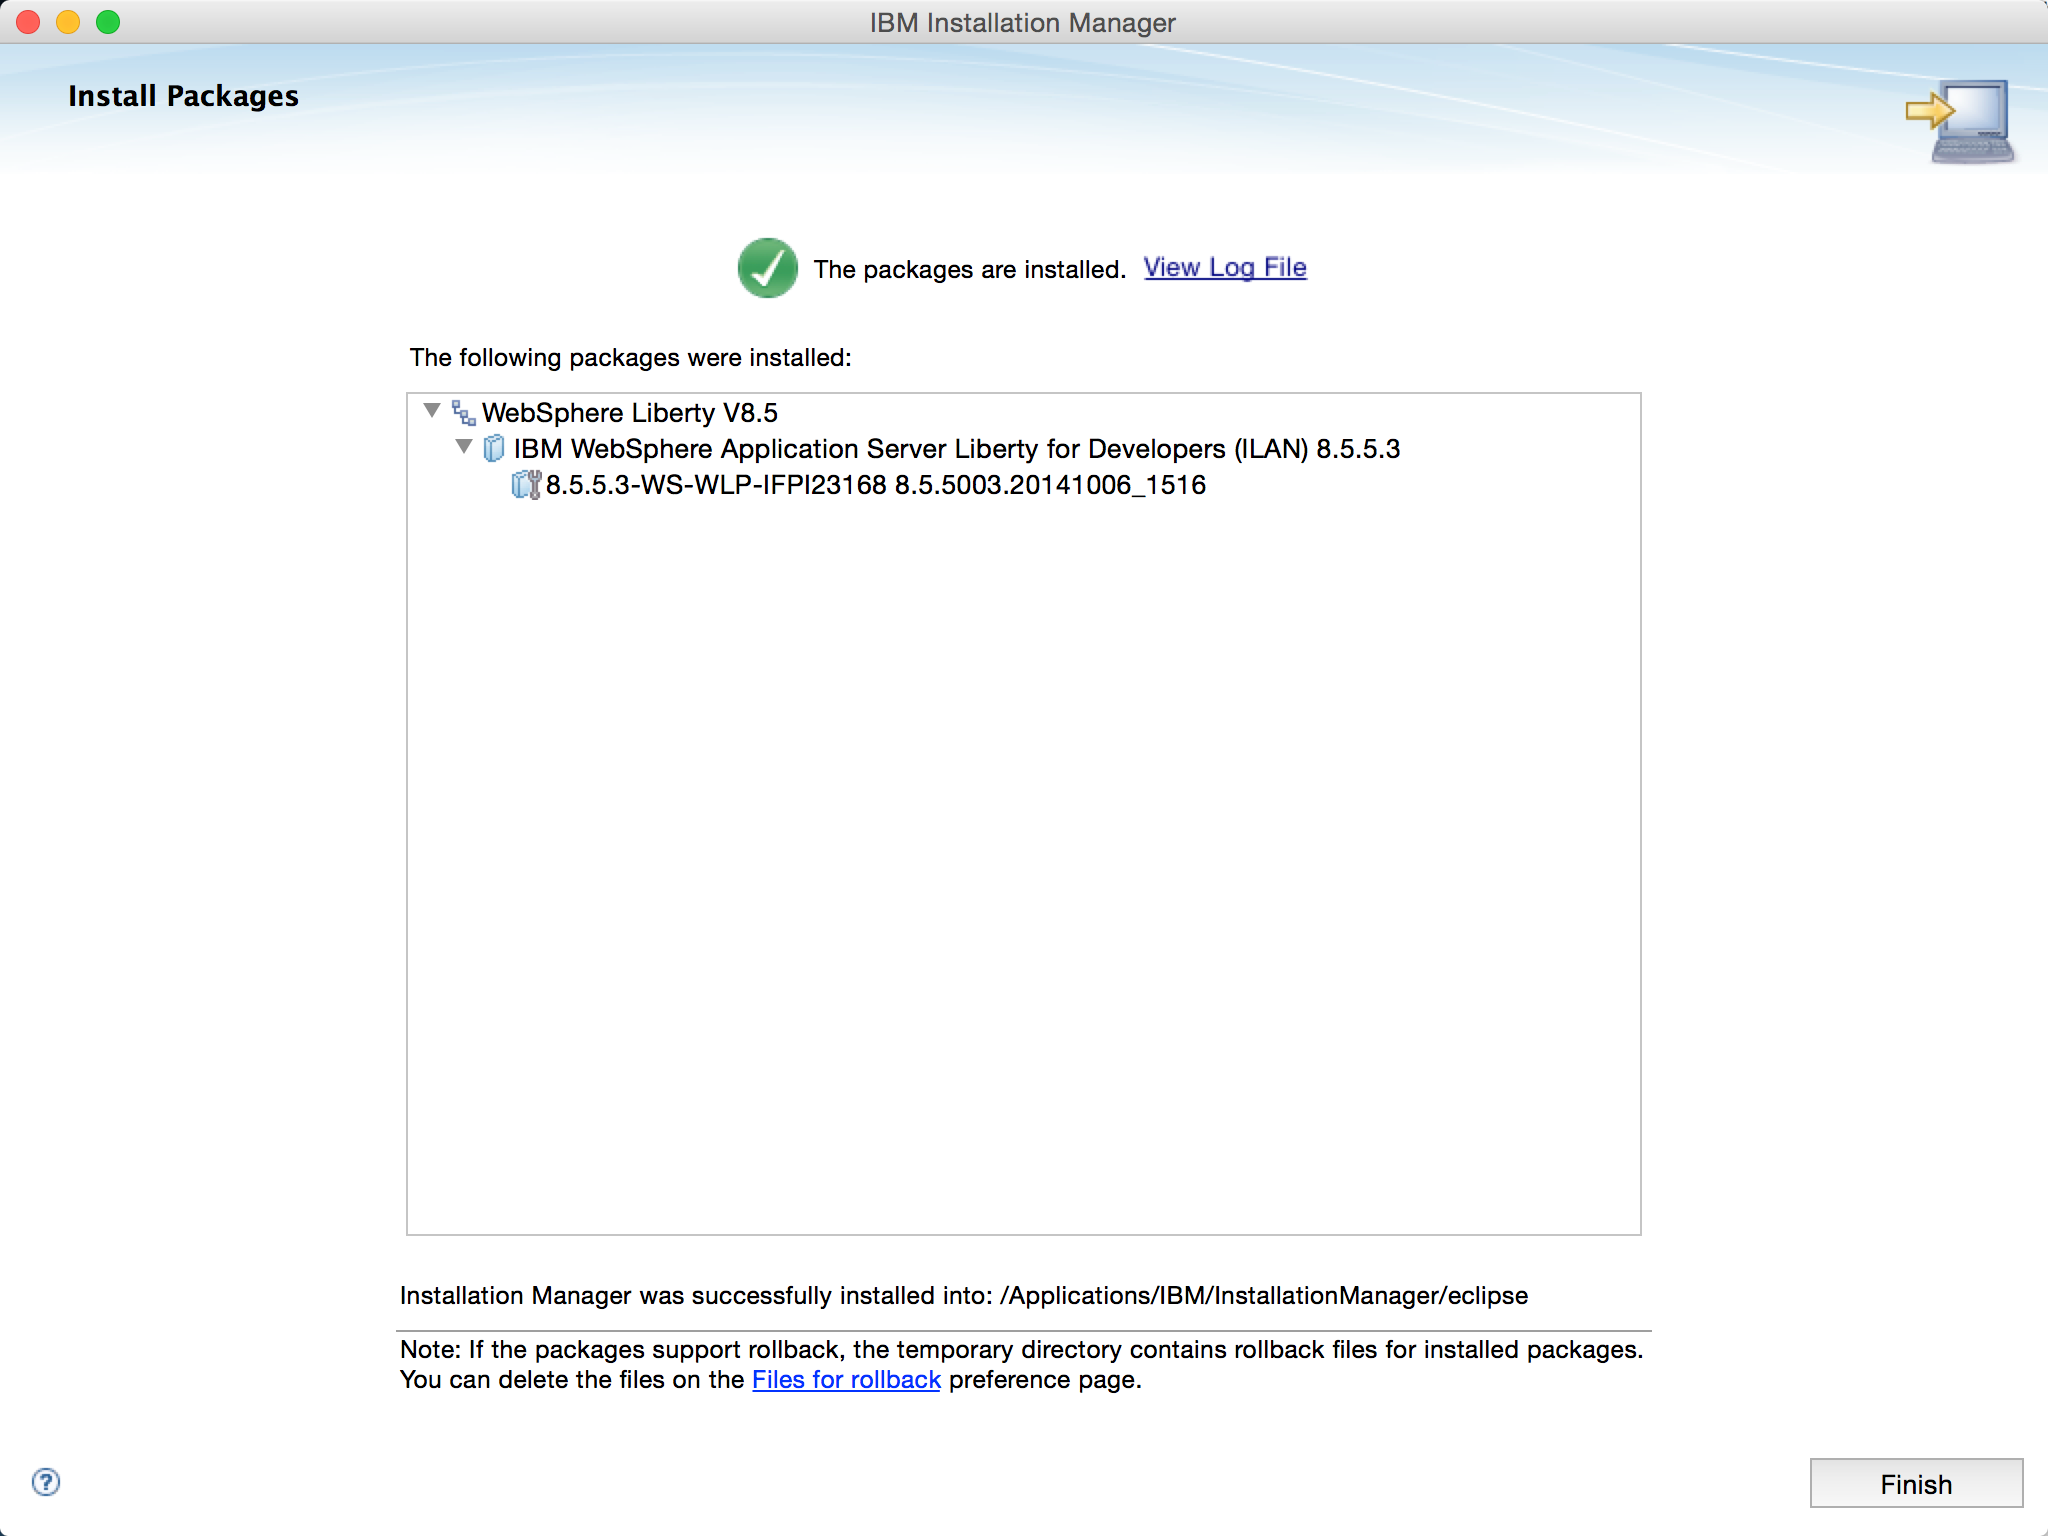 IBM Installation Manager
Install Packages
The packages are installed. View Log File
The following packages were installed:
WebSphere Liberty V8.5
IBM WebSphere Application Server Liberty for Developers (ILAN) 8.5.5.3
8.5.5.3-WS-WLP-IFPI23168 8.5.5003.20141006_1516
Installation Manager was successfully installed into: /Applications/IBM/InstallationManager/eclipse
Note: If the packages support rollback, the temporary directory contains rollback files for installed packages.
You can delete the files on the Files for rollback preference page.
?
Finish